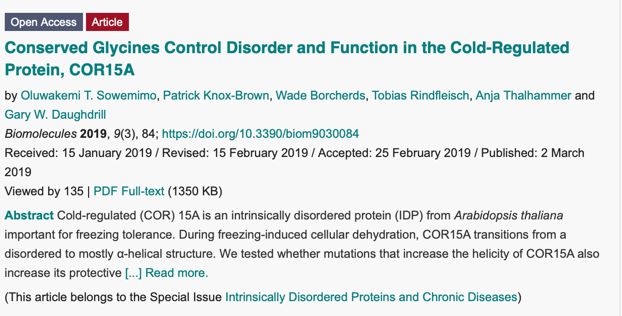 Open Access Article
Conserved Glycines Control Disorder and Function in the Cold-Regulated
Protein, COR15A
by Oluwakemi T. Sowemimo, Patrick Knox-Brown, Wade Borcherds, Tobias Rindfleisch, Anja Thalhammer and
Gary W. Daughdrill
Biomolecules 2019, 9(3), 84; https://doi.org/10.3390/biom9030084
Received: 15 January 2019 / Revised: 15 February 2019 / Accepted: 25 February 2019 / Published: 2 March
2019
Viewed by 135 | PDF Full-text (1350 KB)
Abstract Cold-regulated (COR) 15A is an intrinsically disordered protein (IDP) from Arabidopsis thaliana
important for freezing tolerance. During freezing-induced cellular dehydration, COR15A transitions from a
disordered to mostly α-helical structure. We tested whether mutations that increase the helicity of COR15A also
increase its protective [...] Read more.
(This article belongs to the Special Issue Intrinsically Disordered Proteins and Chronic Diseases)